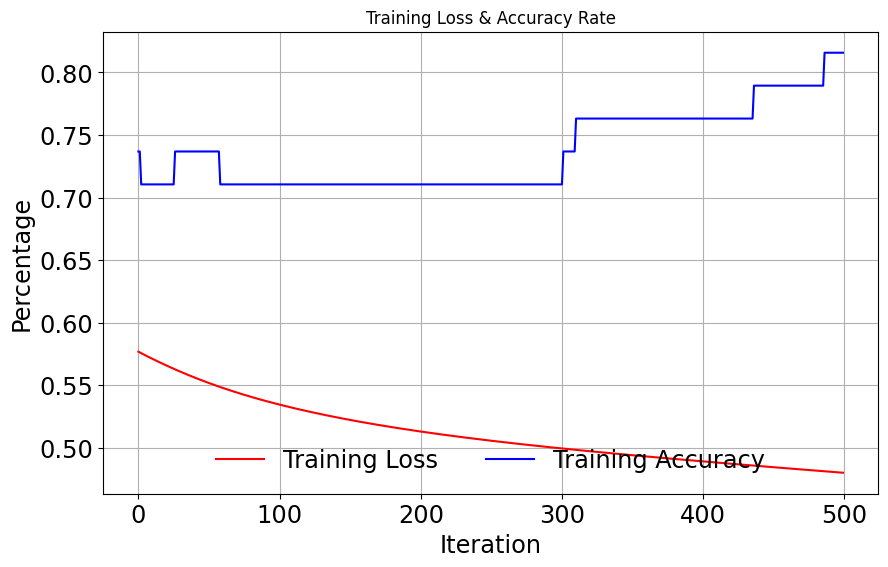 Training Loss & Accuracy Rate
0.80
0.75
0.70
0.65
0.60
0.55
0.50
Percentage
Training Loss Training Accuracy
0 100 200 300 400 500
Iteration